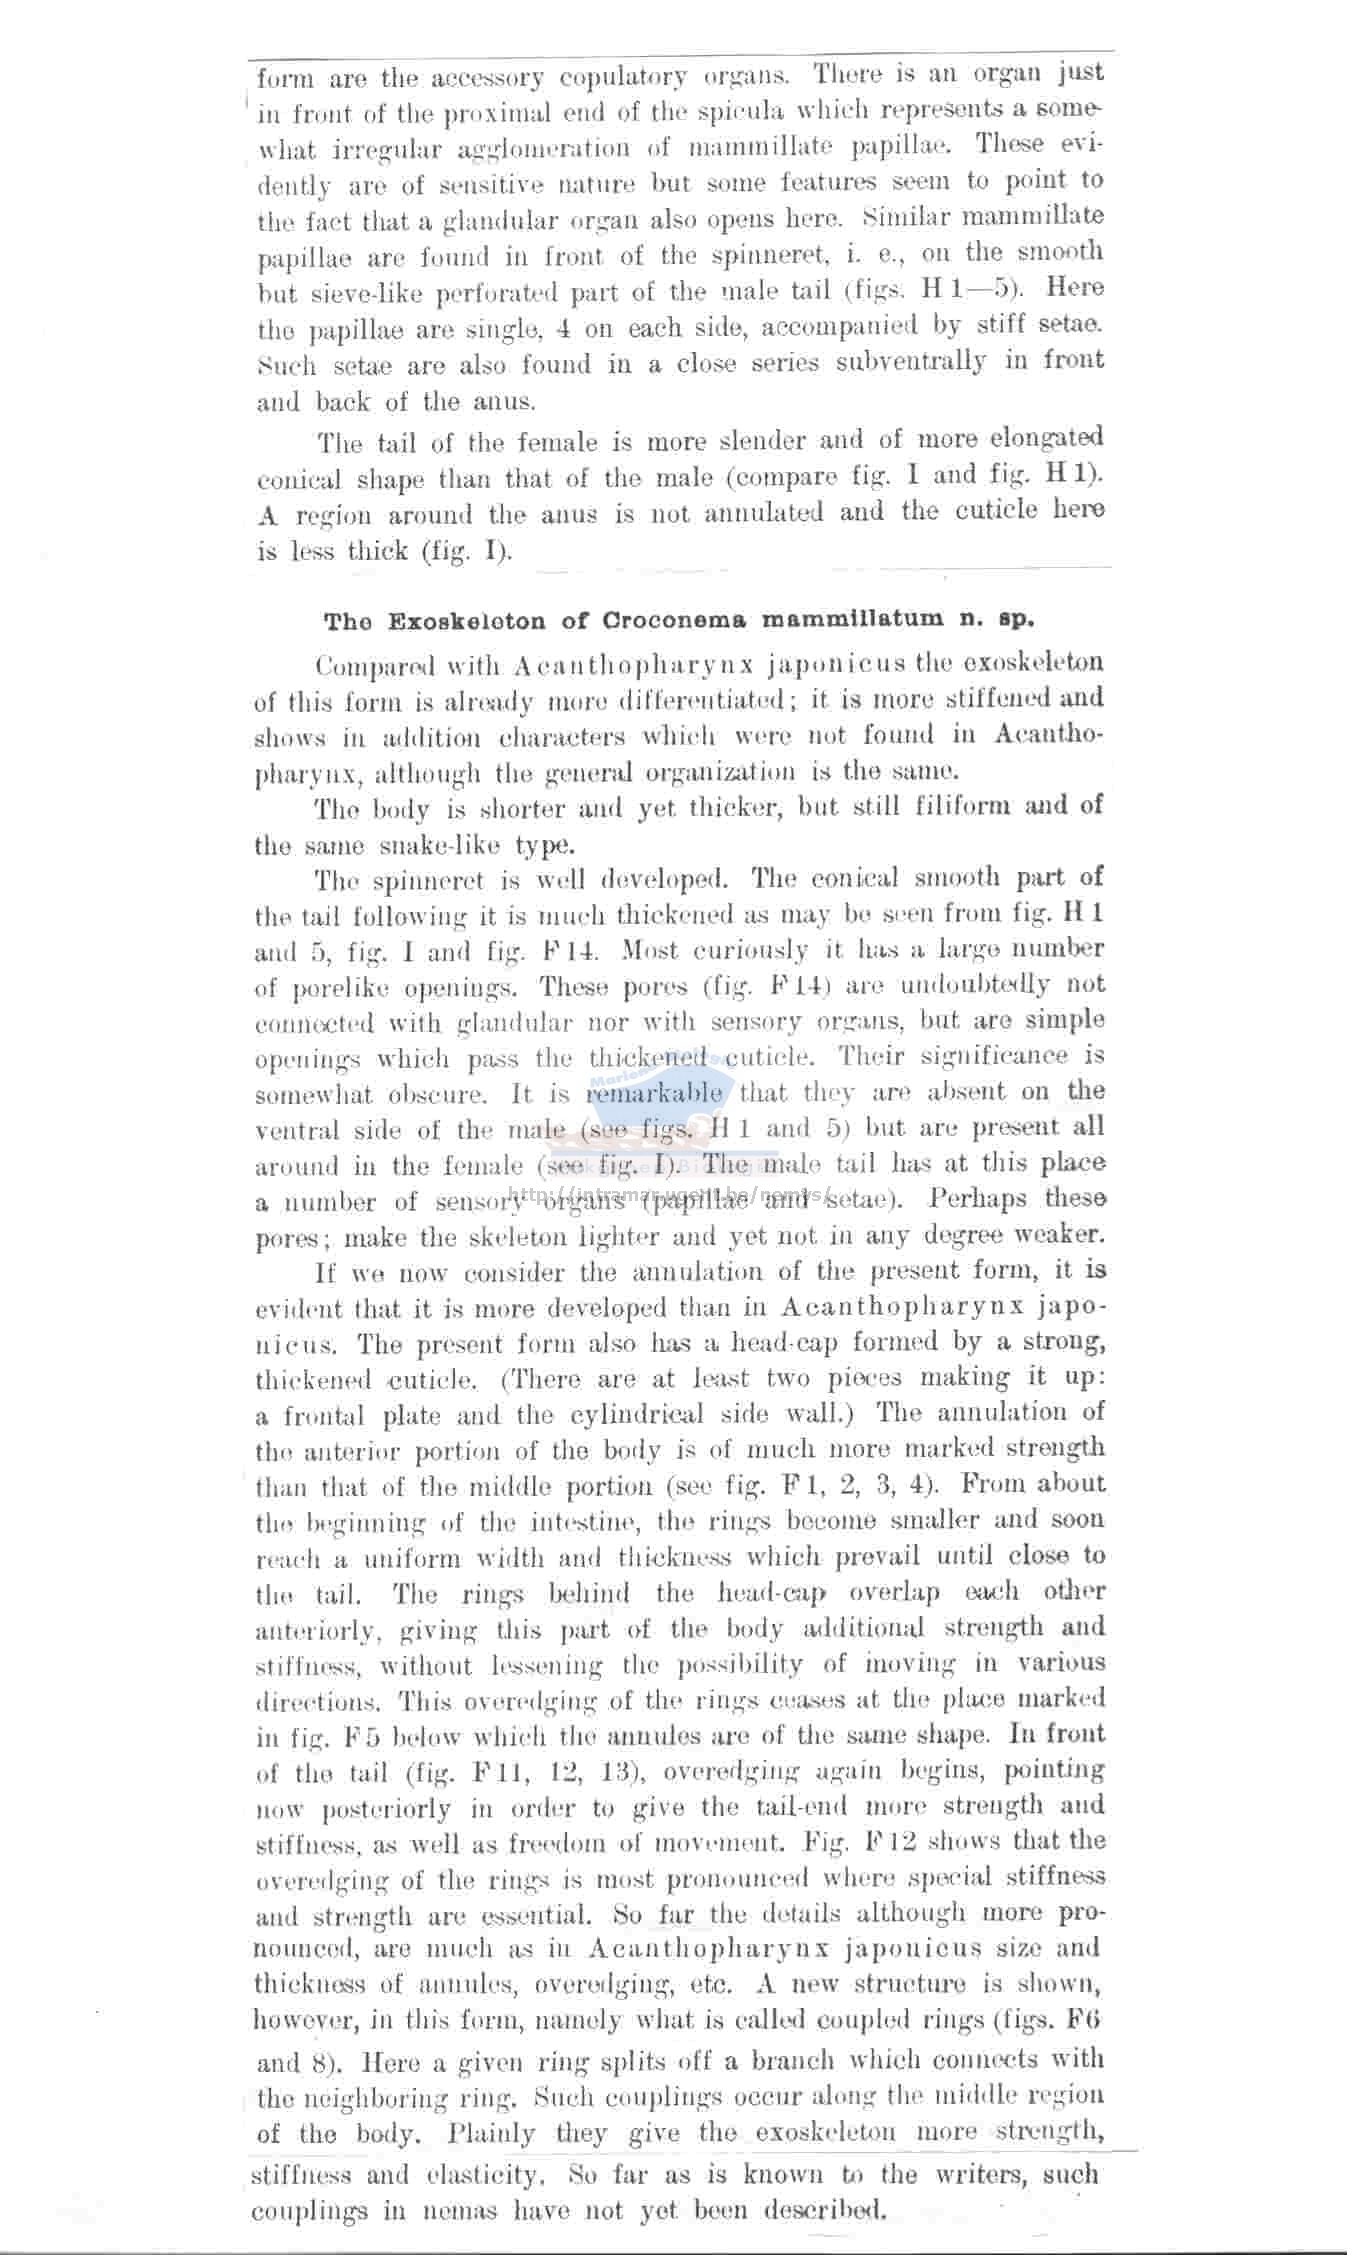 form are the accessory copulatory organs. There is an organ just
in front of the proximal end of the spicula which represents a some-
what irregular agglomeration of mammillate papillae. These evi-
dently are of sensitive nature but some features seem to point to
the fact that a glandular organ also opens here. Similar mammillate
papillae are found in front of the spinneret, i. e., on the smooth
but sieve-like perforated part of the male tail (figs. H 1—5). Here
the papillae are single, 4 on each side, accompanied by stiff setae.
Such setae are also found in a close series subventrally in front
and back of the anus.
The tail of the female is more slender and of more elongated
conical shape than that of the male (compare fig. I and fig. H 1).
A region around the anus is not annulated and the cuticle here
is less thick (fig. I).
The Exoskeleton of Croconema mammillatum n. sp.
Compared with Acanthopharynx japonicus the exoskeleton
of this form is already more differentiated; it is more stiffened and
shows in addition characters which were not found in Acantho-
pharynx, although the general organization is the same.
The body is shorter and yet thicker, but still filiform and of
the same snake-like type.
The spinneret is well developed. The conical smooth part of
the tail following it is much thickened as may be seen from fig. H 1
and 5, fig. I and fig. F 14. Most curiously it has a large number
of porelike openings. These pores (fig. F 14) are undoubtedly not
connected with glandular nor with sensory organs, but are simple
openings which pass the thickened cuticle. Their significance is
somewhat obscure. It is remarkable that they are absent on the
ventral side of the male (see figs. H 1 and 5) but are present all
around in the female (see fig. I). The male tail has at this place
a number of sensory organs (papillae and setae). Perhaps these
http://intramar.ugent.be/nemys/
pores; make the skeleton lighter and yet not in any degree weaker.
If we now consider the annulation of the present form, it is
evident that it is more developed than in Acanthopharynx japo-
nicus. The present form also has a head-cap formed by a strong,
thickened cuticle. (There are at least two pieces making it up:
a frontal plate and the cylindrical side wall.) The annulation of
the anterior portion of the body is of much more marked strength
than that of the middle portion (see fig. F 1, 2, 3, 4). From about
the beginning of the intestine, the rings become smaller and soon
reach a uniform width and thickness which prevail until close to
the tail. The rings behind the head-cap overlap each other
anteriorly, giving this part of the body additional strength and
stiffness, without lessening the possibility of moving in various
directions. This overedging of the rings ceases at the place marked
in fig. F 5 below which the annules are of the same shape. In front
of the tail (fig. F 11, 12, 13), overedging again begins, pointing
now posteriorly in order to give the tail-end more strength and
stiffness, as well as freedom of movement. Fig. F 12 shows that the
overedging of the rings is most pronounced where special stiffness
and strength are essential. So far the details although more pro-
nounced, are much as in Acanthopharynx japonicus size and
thickness of annules, overedging, etc. A new structure is shown,
however, in this form, namely what is called coupled rings (figs. F6
and 8). Here a given ring splits off a branch which connects with
the neighboring ring. Such couplings occur along the middle region
of the body. Plainly they give the exoskeleton more strength,
stiffness and elasticity. So far as is known to the writers, such
couplings in nemas have not yet been described.